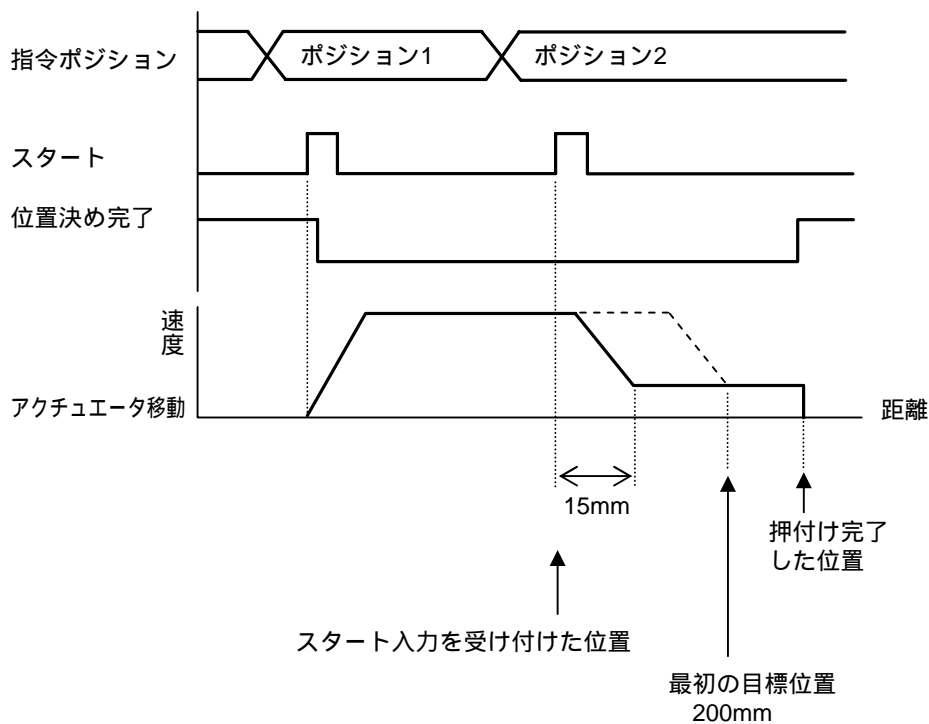 指令ポジション
ポジション1
ポジション2
スタート
位置決め完了
速
度
アクチュエータ移動
距離
15mm
押付け完了
した位置
スタート入力を受け付けた位置
最初の目標位置
200mm